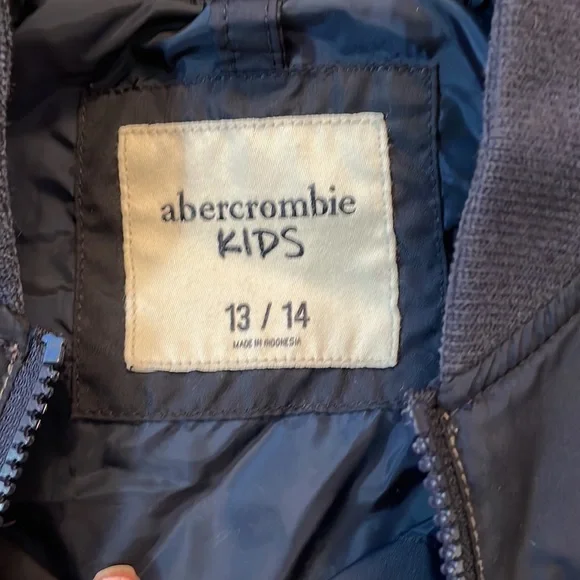 abercrombie
KIDS
13 / 14
MADE IN INDONESIA